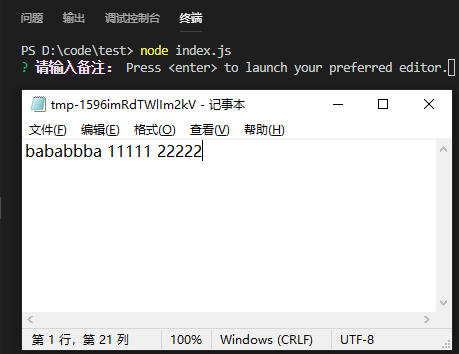 问题 输出 调试控制台 终端
PS D:\code\test> node index.js
? 请输入备注： Press <enter> to launch your preferred editor.
tmp-1596imRdTWlIm2kV - 记事本
文件(F) 编辑(E) 格式(O) 查看(V) 帮助(H)
bababbba 11111 22222
第 1 行，第 21 列 100% Windows (CRLF) UTF-8